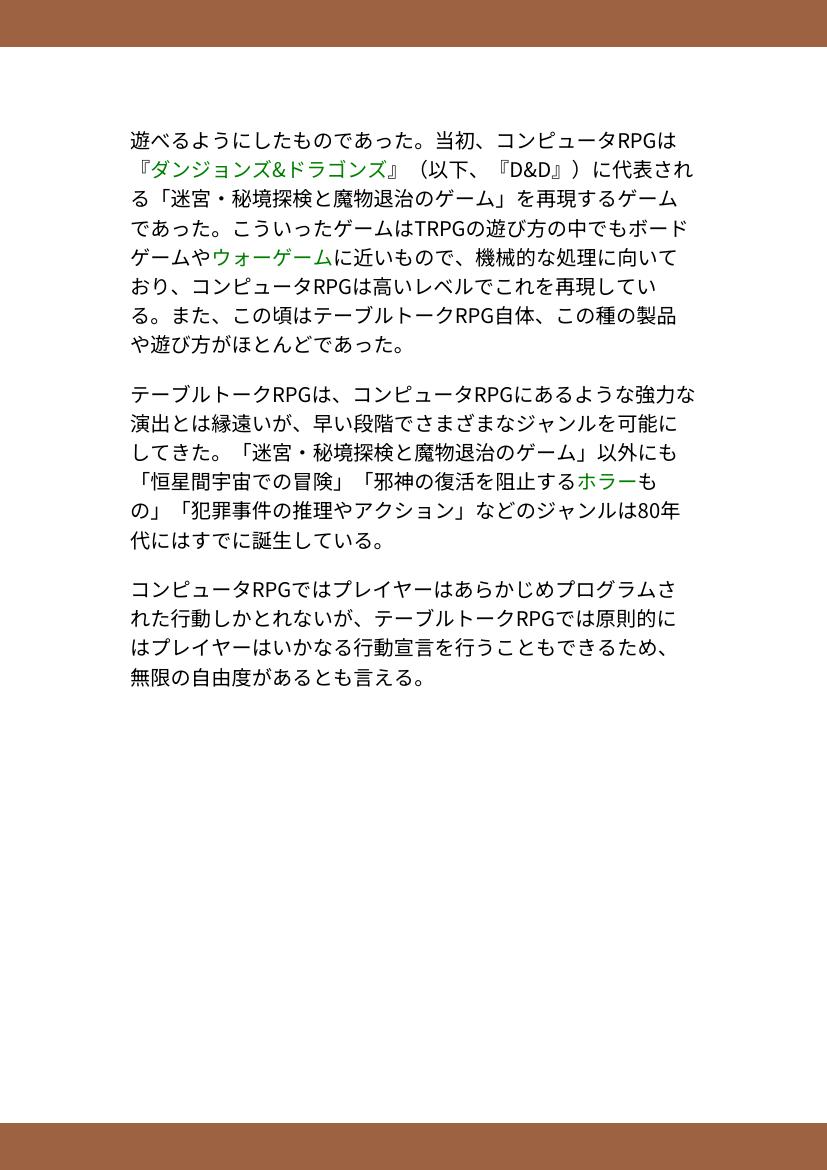 遊べるようにしたものであった。当初、コンピュータRPGは
『ダンジョンズ&ドラゴンズ』（以下、『D&D』）に代表され
る「迷宮・秘境探検と魔物退治のゲーム」を再現するゲーム
であった。こういったゲームはTRPGの遊び方の中でもボード
ゲームやウォーゲームに近いもので、機械的な処理に向いて
おり、コンピュータRPGは高いレベルでこれを再現してい
る。また、この頃はテーブルトークRPG自体、この種の製品
や遊び方がほとんどであった。
テーブルトークRPGは、コンピュータRPGにあるような強力な
演出とは縁遠いが、早い段階でさまざまなジャンルを可能に
してきた。「迷宮・秘境探検と魔物退治のゲーム」以外にも
「恒星間宇宙での冒険」「邪神の復活を阻止するホラーも
の」「犯罪事件の推理やアクション」などのジャンルは80年
代にはすでに誕生している。
コンピュータRPGではプレイヤーはあらかじめプログラムさ
れた行動しかとれないが、テーブルトークRPGでは原則的に
はプレイヤーはいかなる行動宣言を行うこともできるため、
無限の自由度があるとも言える。